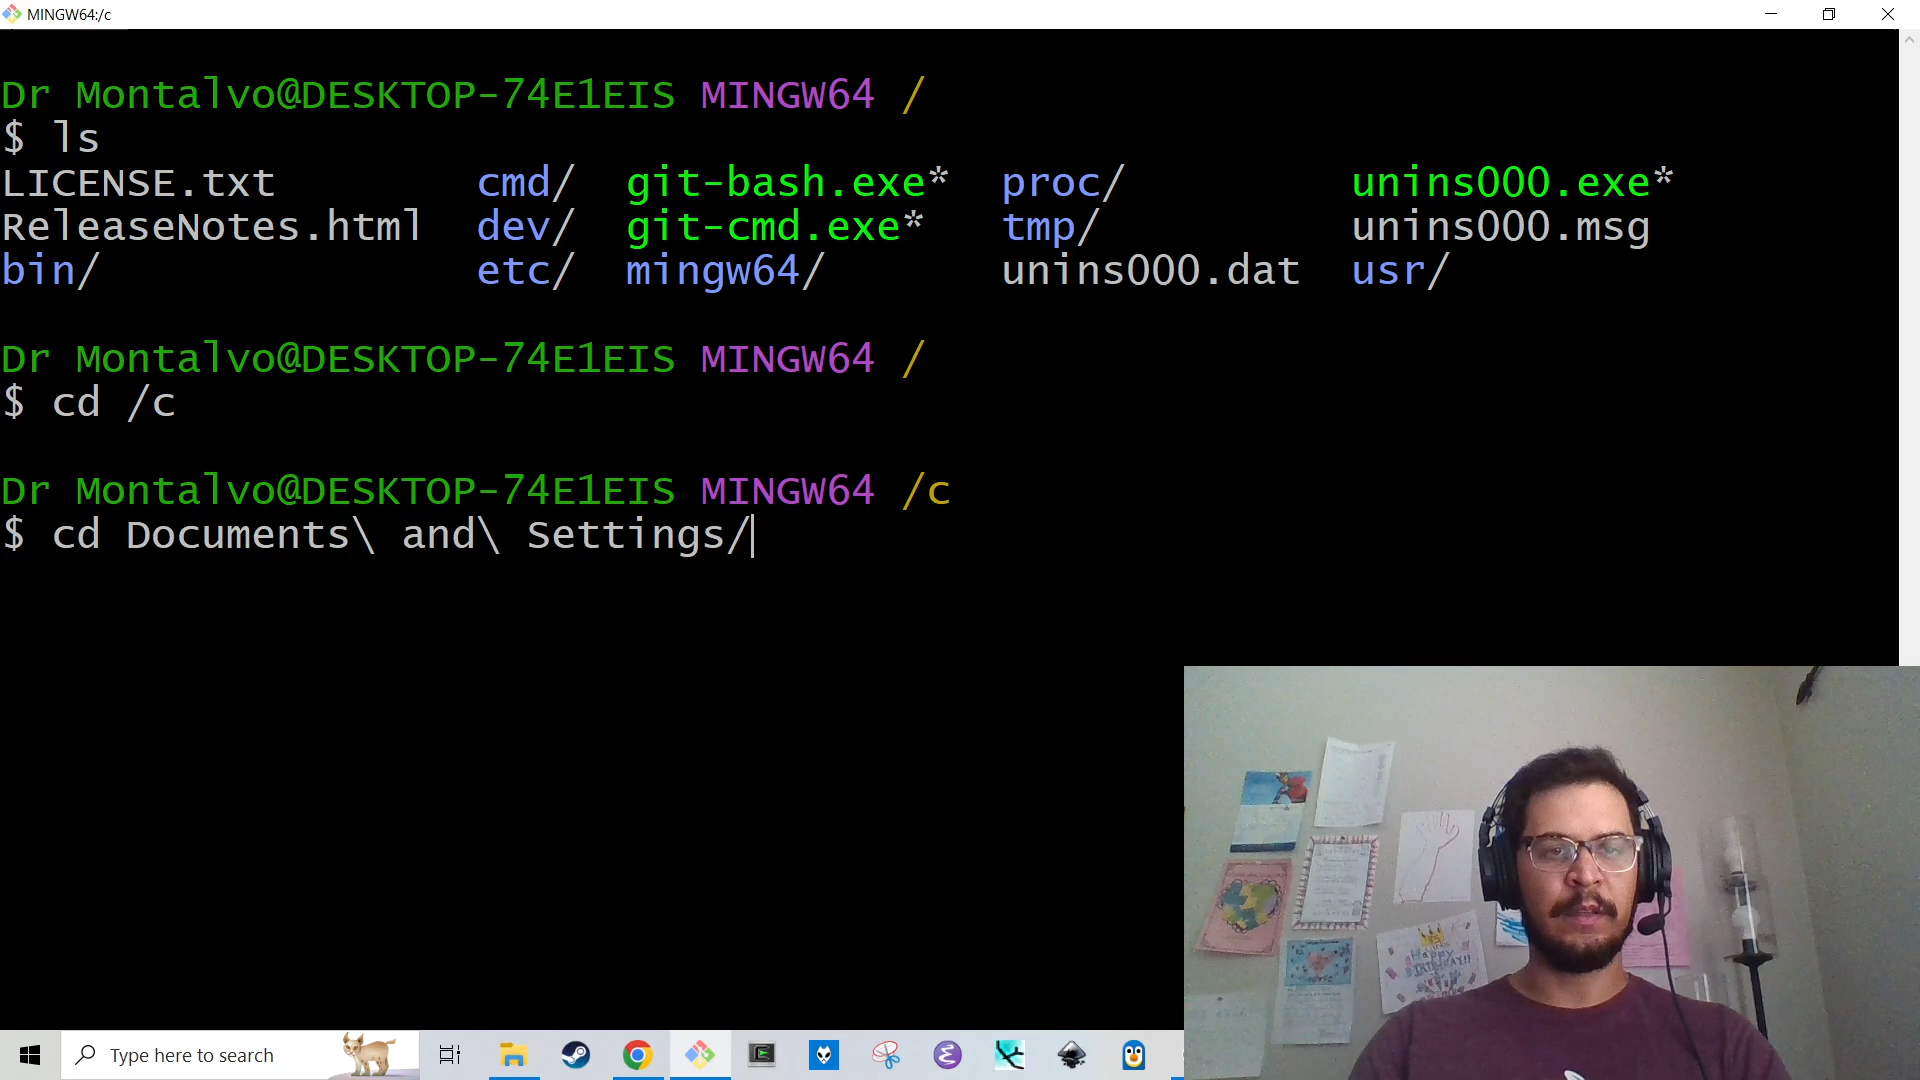 MINGW64:/c
Dr Montalvo@DESKTOP-74E1EIS MINGW64 /
$ ls
LICENSE.txt cmd/ git-bash.exe* proc/ unins000.exe*
ReleaseNotes.html dev/ git-cmd.exe* tmp/ unins000.msg
bin/ etc/ mingw64/ unins000.dat usr/
Dr Montalvo@DESKTOP-74E1EIS MINGW64 /
$ cd /c
Dr Montalvo@DESKTOP-74E1EIS MINGW64 /c
$ cd Documents\ and\ Settings/
Happy
BIRTHDAY!!
Type here to search